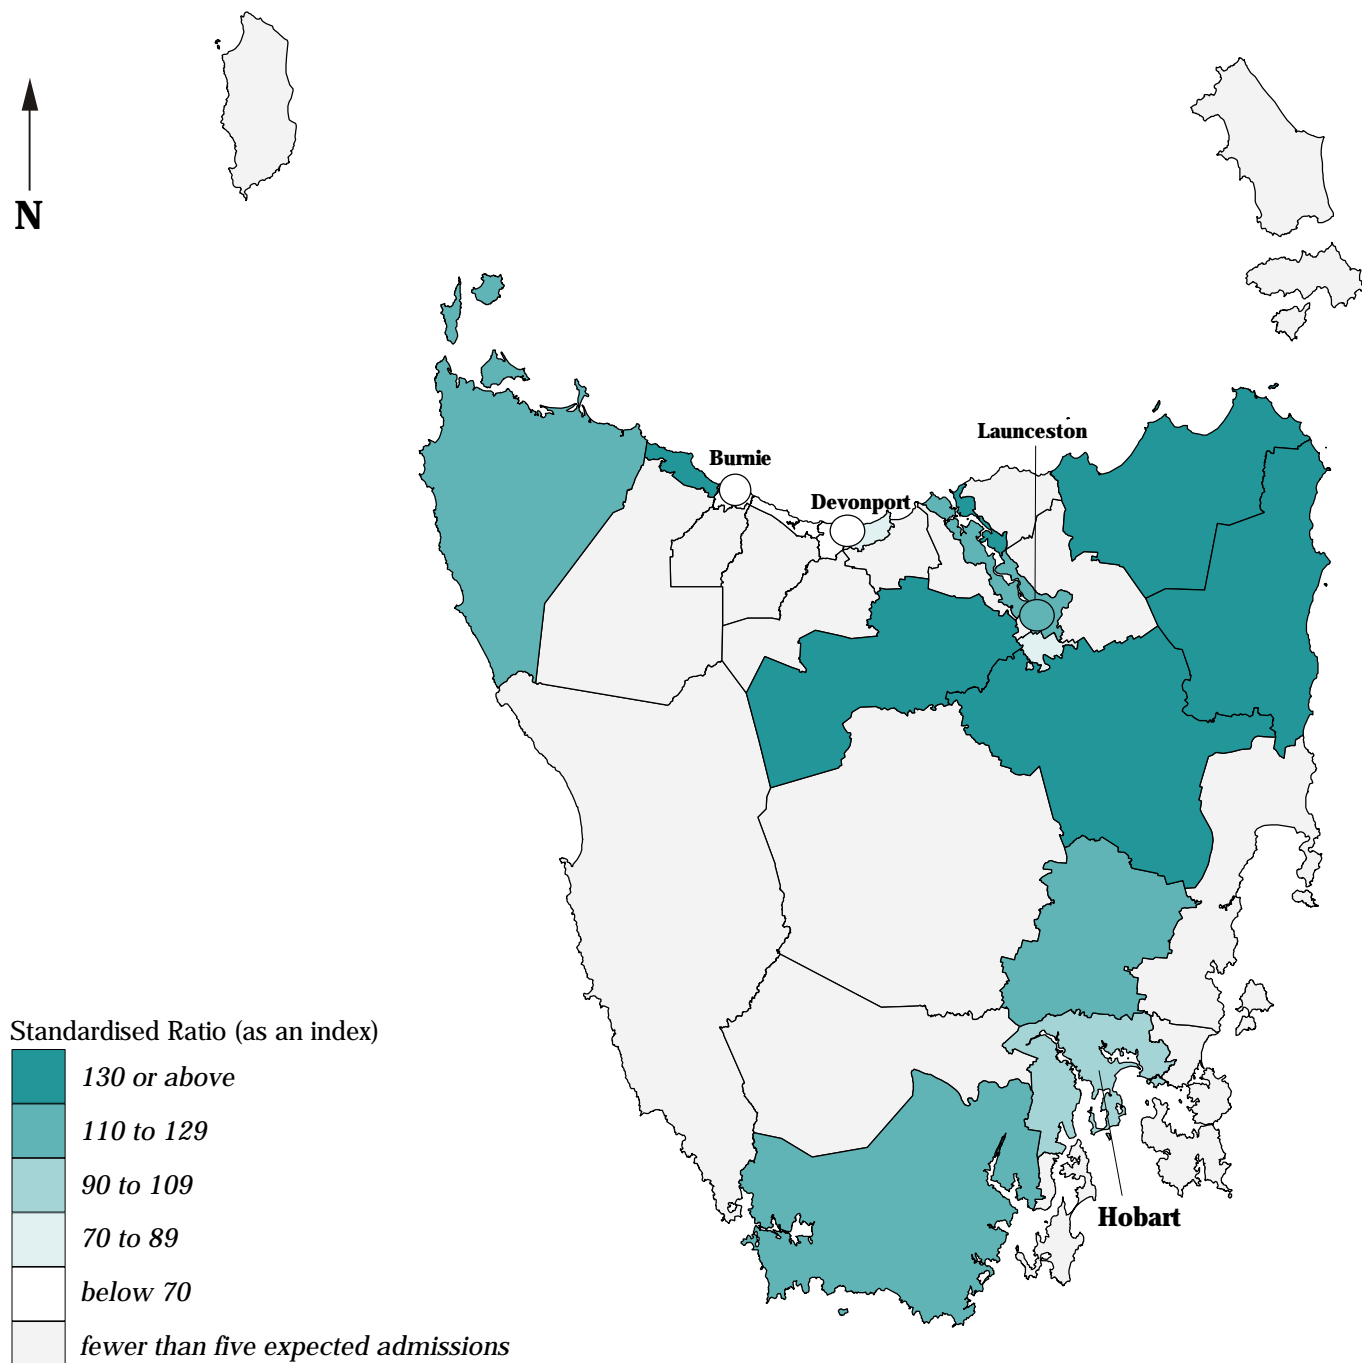 N
Launceston
Burnie
Devonport
Standardised Ratio (as an index)
130 or above
110 to 129
90 to 109
70 to 89
below 70
fewer than five expected admissions
Hobart